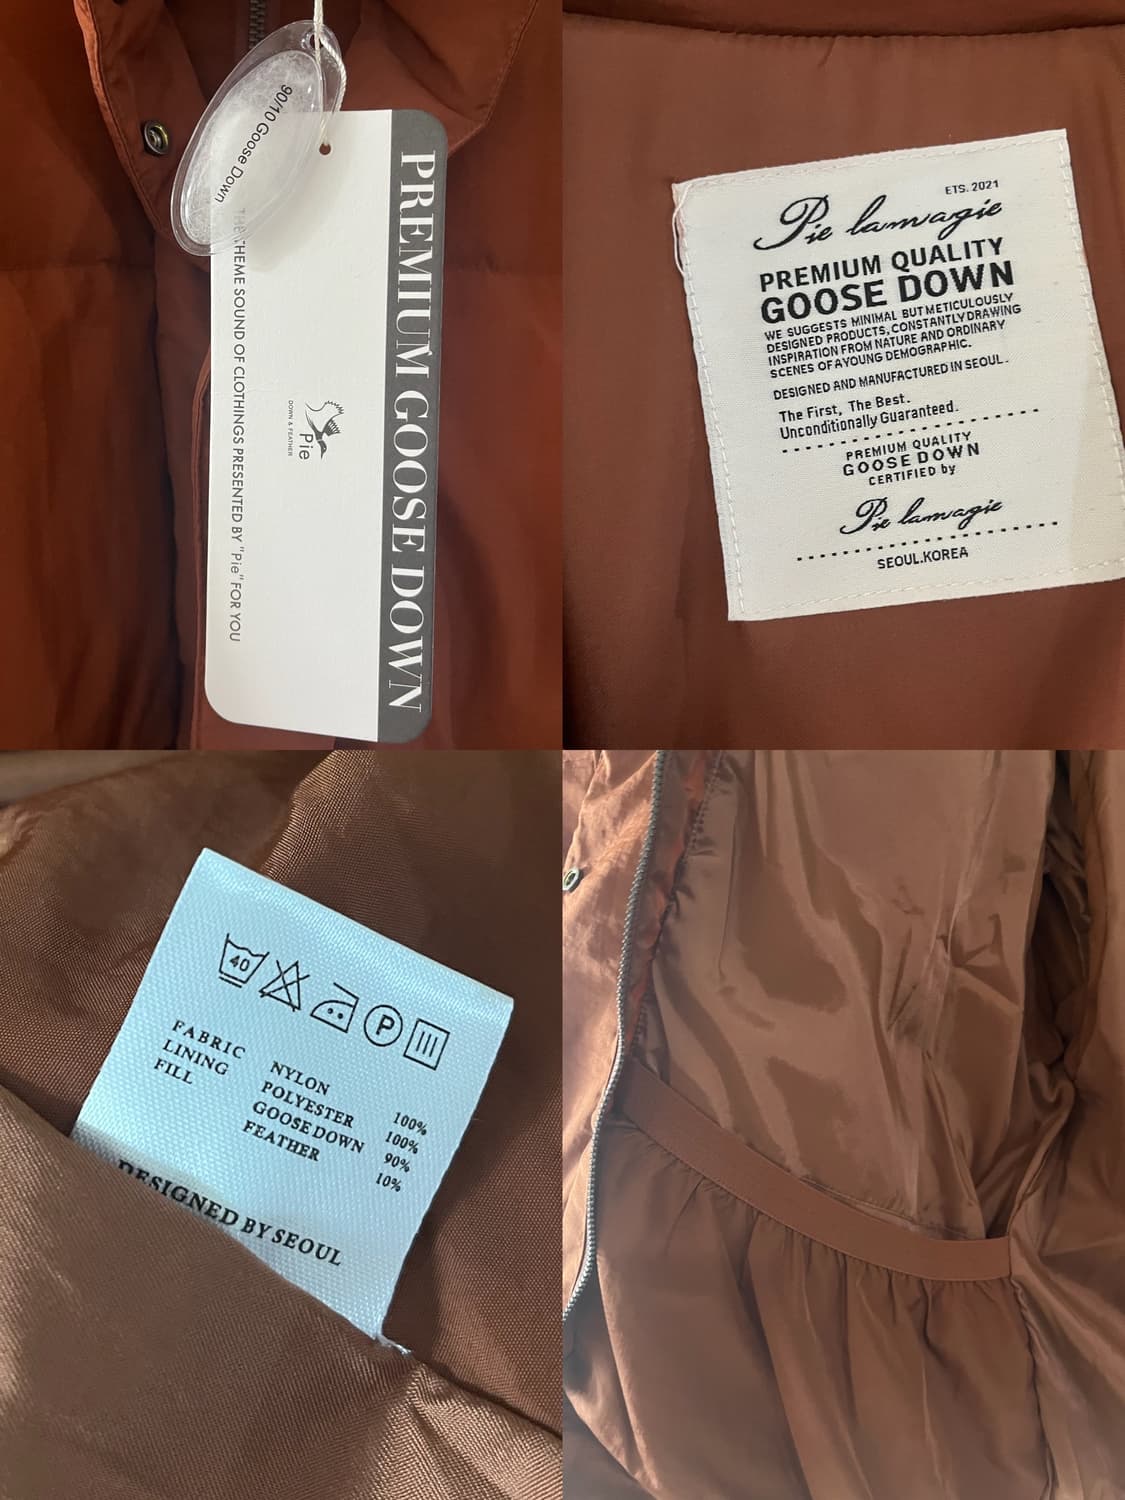 90/10 Goose Down
PREMIUM GOOSE DOWN
Pie
DOWN & FEATHER
THE THEME SOUND OF CLOTHINGS PRESENTED BY "Pie" FOR YOU
ETS. 2021
Pie lamvagie
PREMIUM QUALITY
GOOSE DOWN
WE SUGGESTS MINIMAL BUT METICULOUSLY
DESIGNED PRODUCTS, CONSTANTLY DRAWING
INSPIRATION FROM NATURE AND ORDINARY
SCENES OF A YOUNG DEMOGRAPHIC.
DESIGNED AND MANUFACTURED IN SEOUL.
The First, The Best.
Unconditionally Guaranteed.
PREMIUM QUALITY
GOOSE DOWN
CERTIFIED by
Pie lamvagie
SEOUL.KOREA
40
P
FABRIC NYLON 100%
LINING POLYESTER 100%
FILL GOOSE DOWN 90%
FEATHER 10%
DESIGNED BY SEOUL